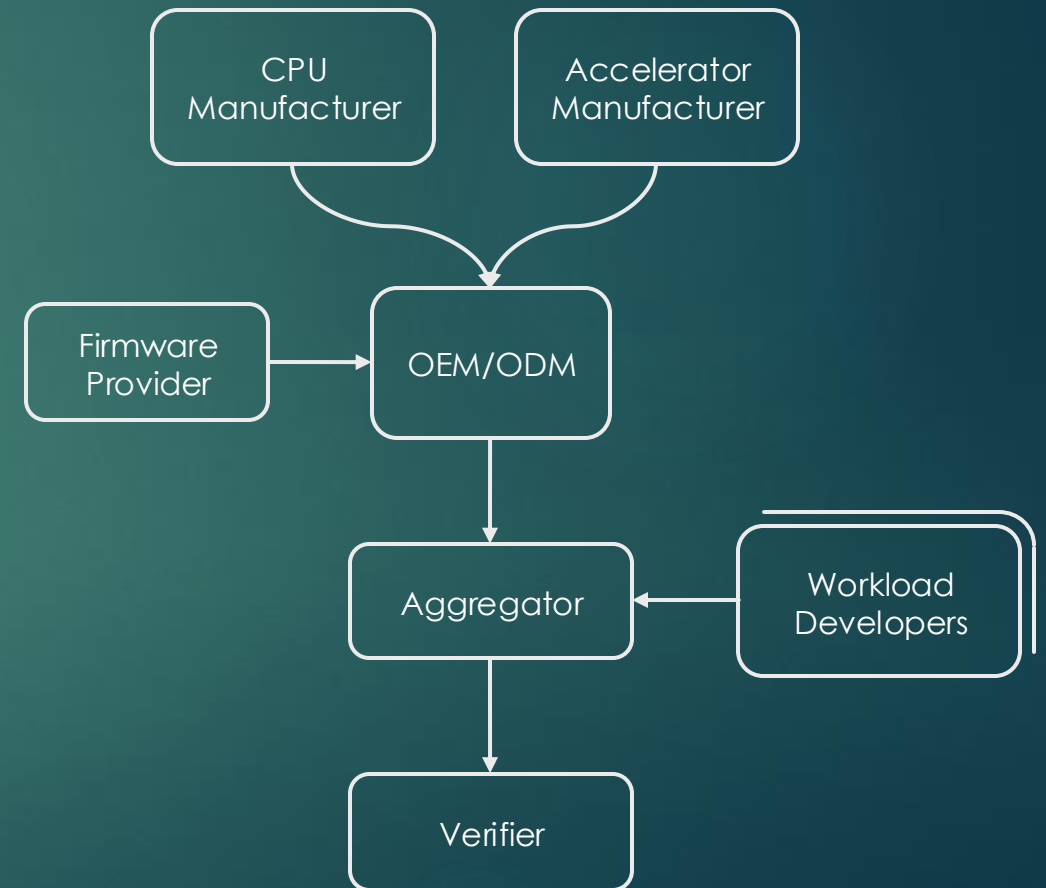 CPU
Manufacturer
Accelerator
Manufacturer
Firmware
Provider
OEM/ODM
Aggregator
Workload
Developers
Verifier